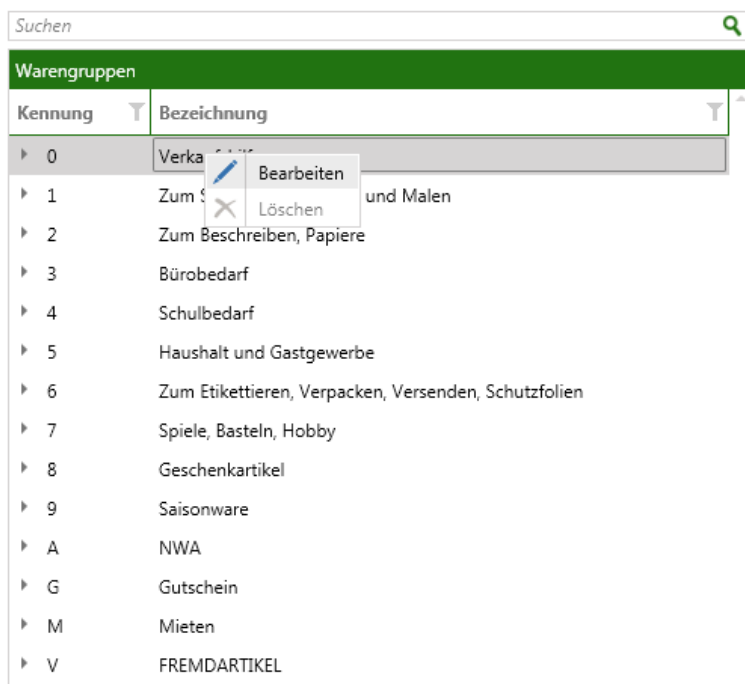 Suchen
Warengruppen
Kennung Bezeichnung
0
Bearbeiten
1 Zum und Malen
Löschen
2 Zum Beschreiben, Papiere
3 Bürobedarf
4 Schulbedarf
5 Haushalt und Gastgewerbe
6 Zum Etikettieren, Verpacken, Versenden, Schutzfolien
7 Spiele, Basteln, Hobby
8 Geschenkartikel
9 Saisonware
A NWA
G Gutschein
M Mieten
V FREMDARTIKEL